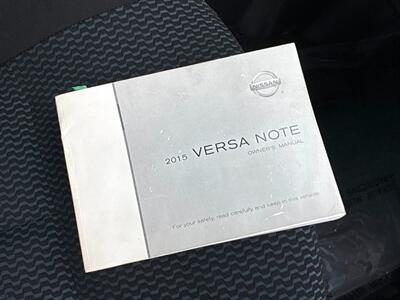 NISSAN
2015 VERSA NOTE
OWNER'S MANUAL
For your safety, read carefully and keep in this vehicle.